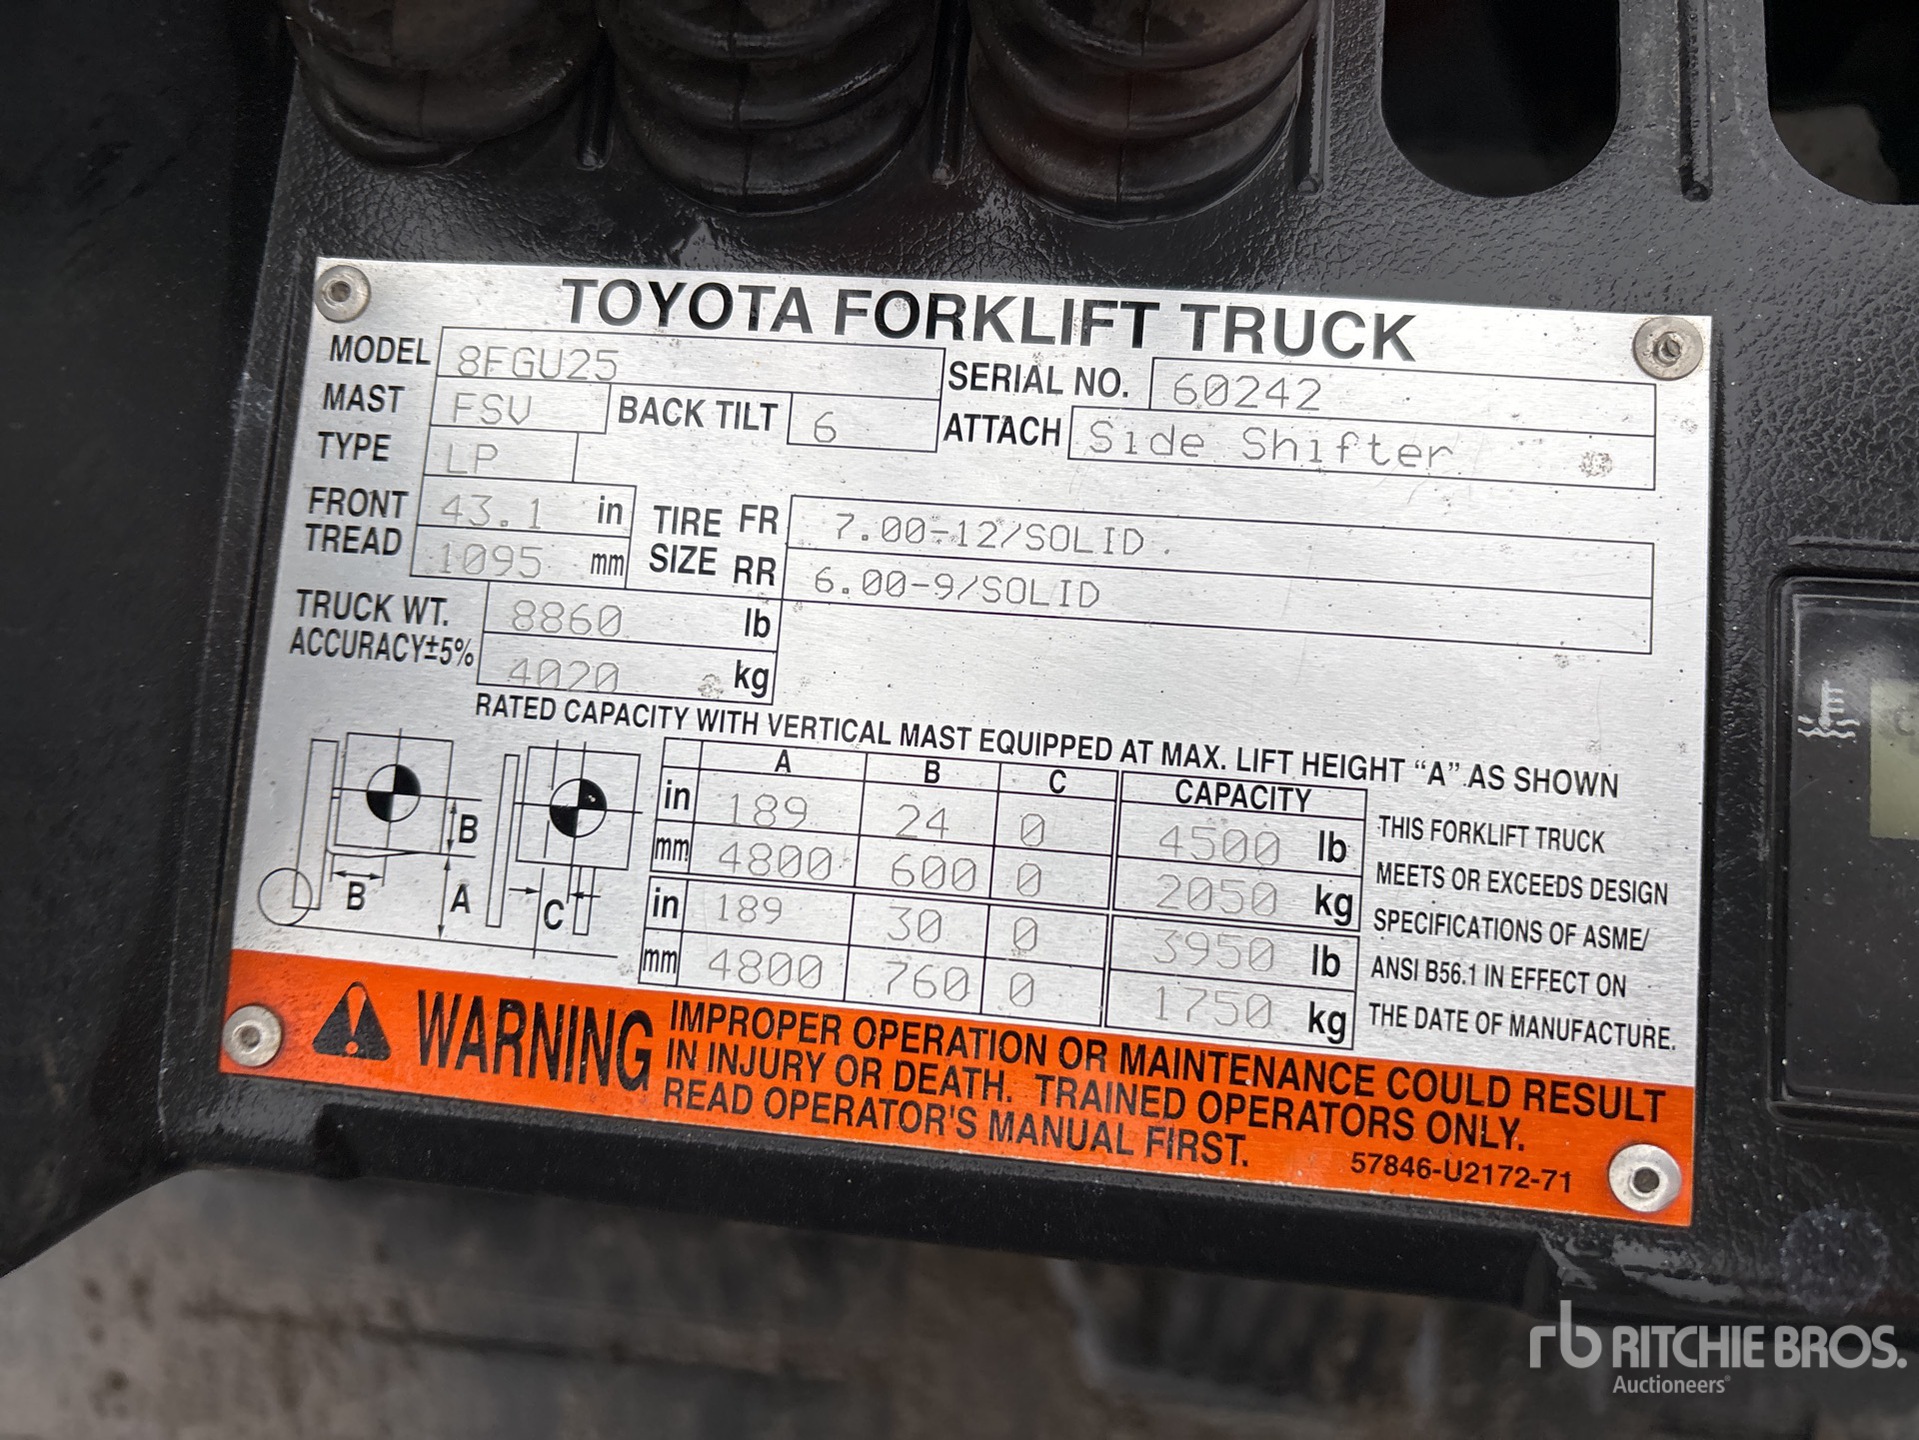 TOYOTA FORKLIFT TRUCK
MODEL 8FGU25 SERIAL NO. 60242
MAST FSV BACK TILT 6 ATTACH Side Shifter
TYPE LP
FRONT TREAD 43.1 in TIRE SIZE FR 7.00-12/SOLID
1095 mm RR 6.00-9/SOLID
TRUCK WT. 8860 lb
ACCURACY±5% 4020 kg
RATED CAPACITY WITH VERTICAL MAST EQUIPPED AT MAX. LIFT HEIGHT “A” AS SHOWN
A B C CAPACITY
in 189 24 0 4500 lb
mm 4800 600 0 2050 kg
in 189 30 0 3950 lb
mm 4800 760 0 1750 kg
B
B A C
THIS FORKLIFT TRUCK
MEETS OR EXCEEDS DESIGN
SPECIFICATIONS OF ASME/
ANSI B56.1 IN EFFECT ON
THE DATE OF MANUFACTURE.
WARNING
IMPROPER OPERATION OR MAINTENANCE COULD RESULT
IN INJURY OR DEATH. TRAINED OPERATORS ONLY.
READ OPERATOR'S MANUAL FIRST.
57846-U2172-71
rb RITCHIE BROS.
Auctioneers®